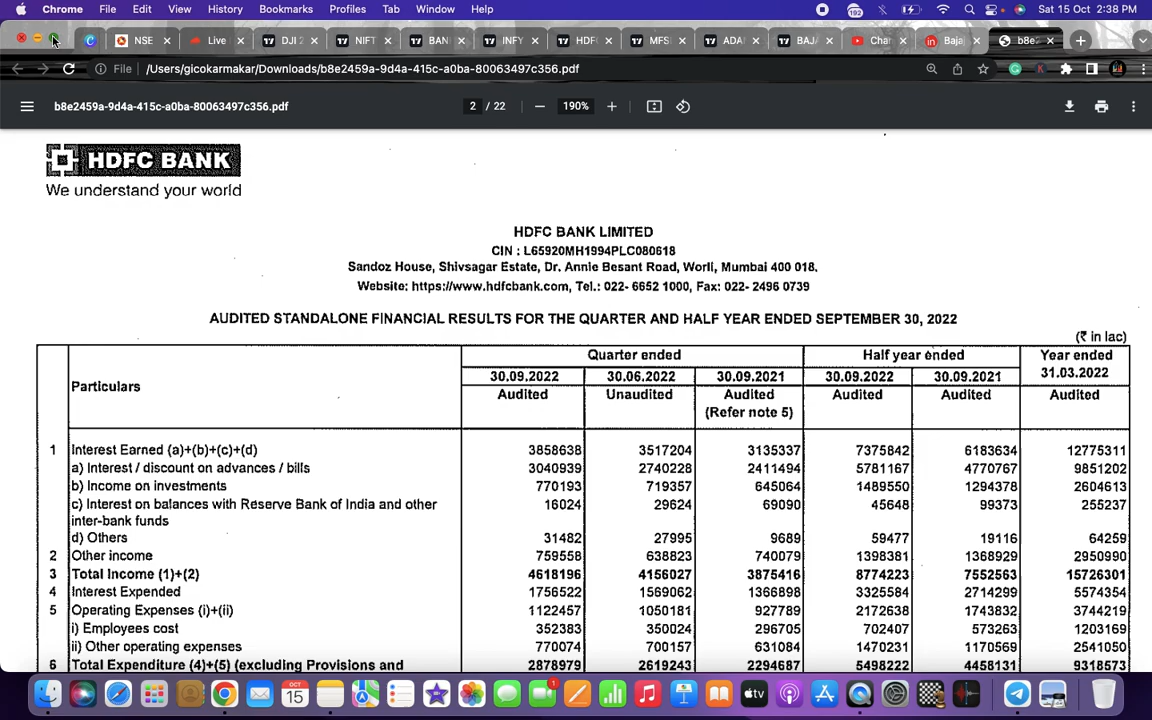 Chrome File Edit View History Bookmarks Profiles Tab Window Help 192 Sat 15 Oct 2:38 PM
NSE Live DJI 2 NIFT BAN INFY HDFC MFS ADA BAJ Char Baja b8e2
File /Users/gicokarmakar/Downloads/b8e2459a-9d4a-415c-a0ba-80063497c356.pdf
b8e2459a-9d4a-415c-a0ba-80063497c356.pdf 2 / 22 190%
HDFC BANK
We understand your world
HDFC BANK LIMITED
CIN : L65920MH1994PLC080618
Sandoz House, Shivsagar Estate, Dr. Annie Besant Road, Worli, Mumbai 400 018.
Website: https://www.hdfcbank.com, Tel.: 022- 6652 1000, Fax: 022- 2496 0739
AUDITED STANDALONE FINANCIAL RESULTS FOR THE QUARTER AND HALF YEAR ENDED SEPTEMBER 30, 2022
(₹ in lac)
Particulars Quarter ended Half year ended Year ended
30.09.2022 30.06.2022 30.09.2021 30.09.2022 30.09.2021 31.03.2022
Audited Unaudited Audited (Refer note 5) Audited Audited Audited
1 Interest Earned (a)+(b)+(c)+(d) 3858638 3517204 3135337 7375842 6183634 12775311
a) Interest / discount on advances / bills 3040939 2740228 2411494 5781167 4770767 9851202
b) Income on investments 770193 719357 645064 1489550 1294378 2604613
c) Interest on balances with Reserve Bank of India and other 16024 29624 69090 45648 99373 255237
inter-bank funds
d) Others 31482 27995 9689 59477 19116 64259
2 Other income 759558 638823 740079 1398381 1368929 2950990
3 Total Income (1)+(2) 4618196 4156027 3875416 8774223 7552563 15726301
4 Interest Expended 1756522 1569062 1366898 3325584 2714299 5574354
5 Operating Expenses (i)+(ii) 1122457 1050181 927789 2172638 1743832 3744219
i) Employees cost 352383 350024 296705 702407 573263 1203169
ii) Other operating expenses 770074 700157 631084 1470231 1170569 2541050
6 Total Expenditure (4)+(5) (excluding Provisions and 2878979 2619243 2294687 5498222 4458131 9318573
OCT
15
1
tv